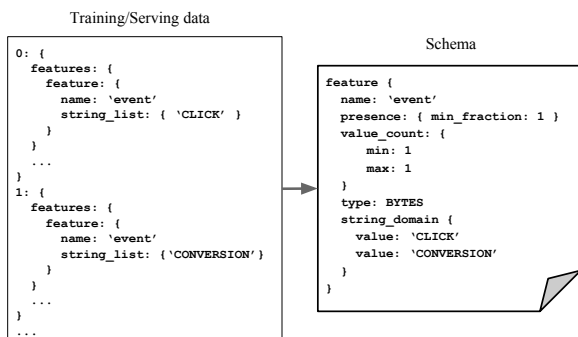 Training/Serving data
0: {
features: {
feature: {
name: ‘event’
string_list: { ‘CLICK’ }
}
}
...
}
1: {
features: {
feature: {
name: ‘event’
string_list: {‘CONVERSION’}
}
}
...
}
...
Schema
feature {
name: ‘event’
presence: { min_fraction: 1 }
value_count: {
min: 1
max: 1
}
type: BYTES
string_domain {
value: ‘CLICK’
value: ‘CONVERSION’
}
}